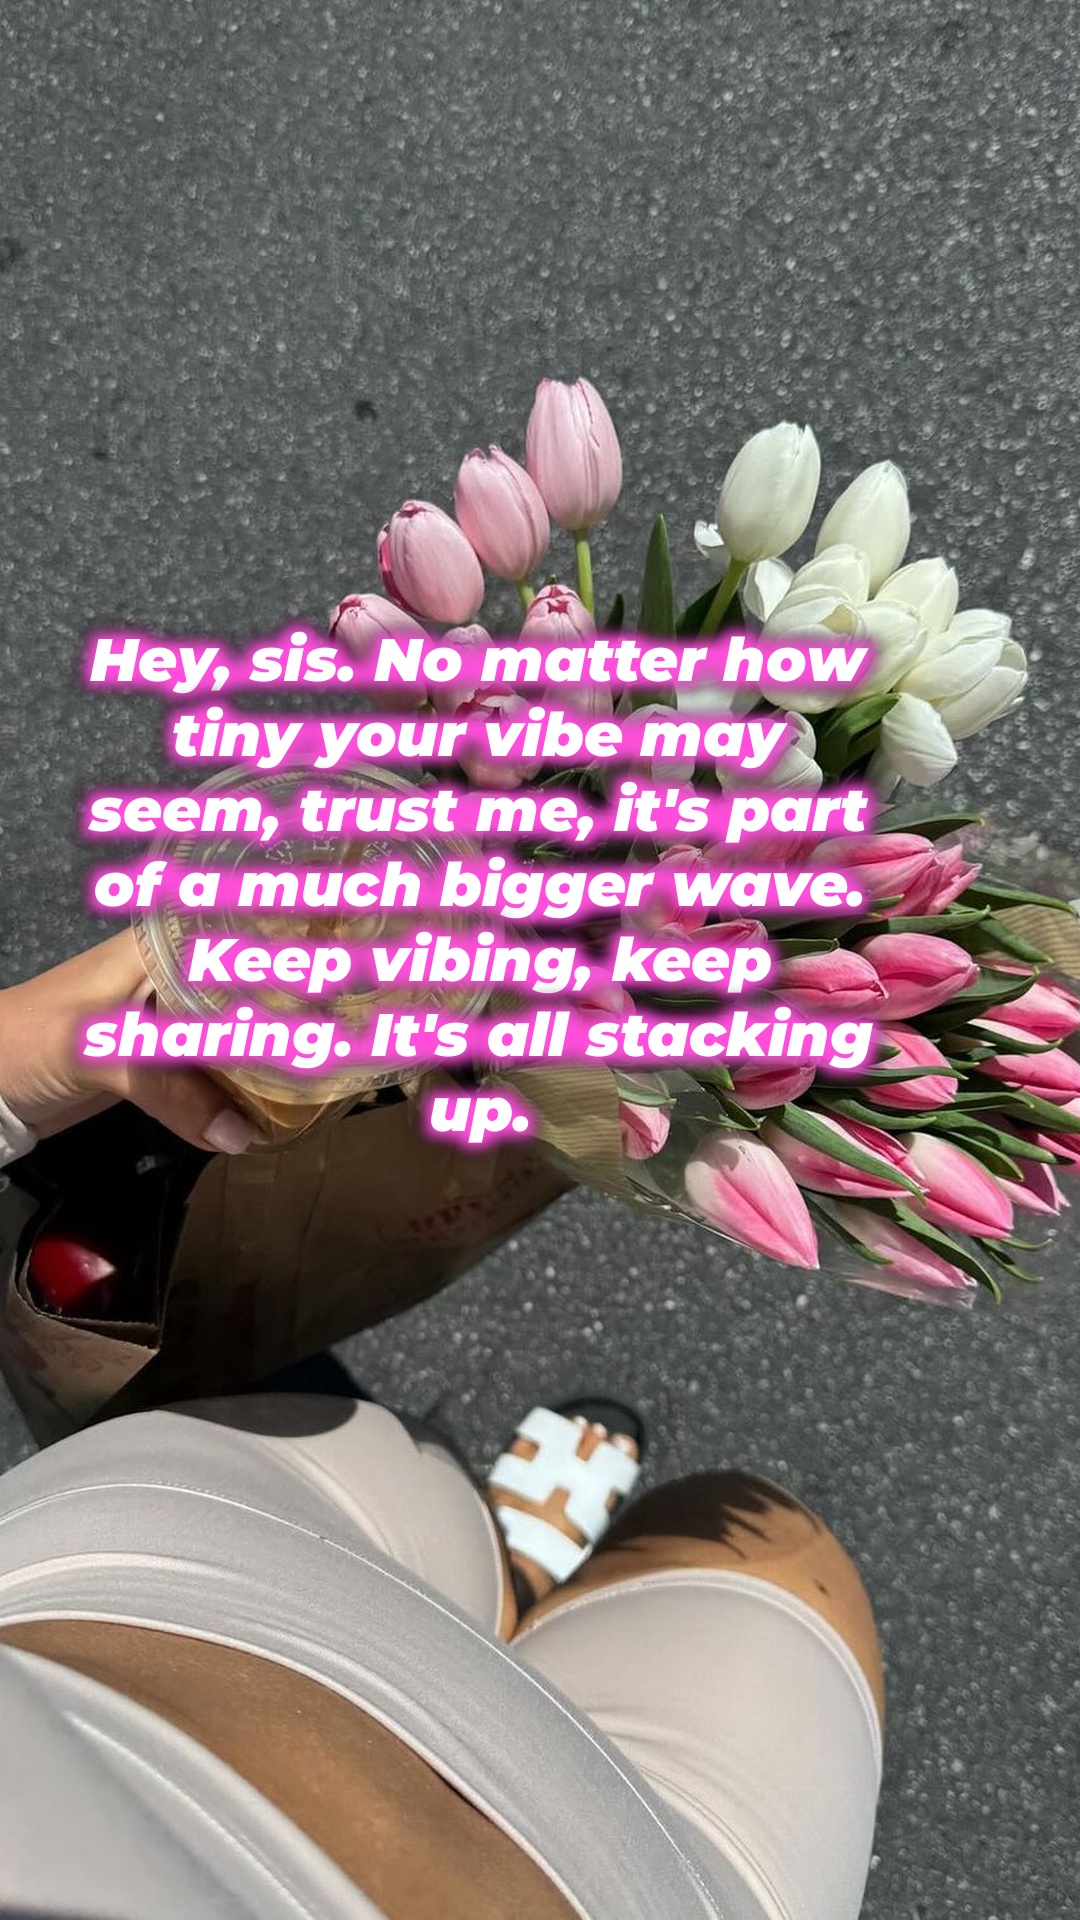 Hey, sis. No matter how
tiny your vibe may
seem, trust me, it's part
of a much bigger wave.
Keep vibing, keep
sharing. It's all stacking
up.